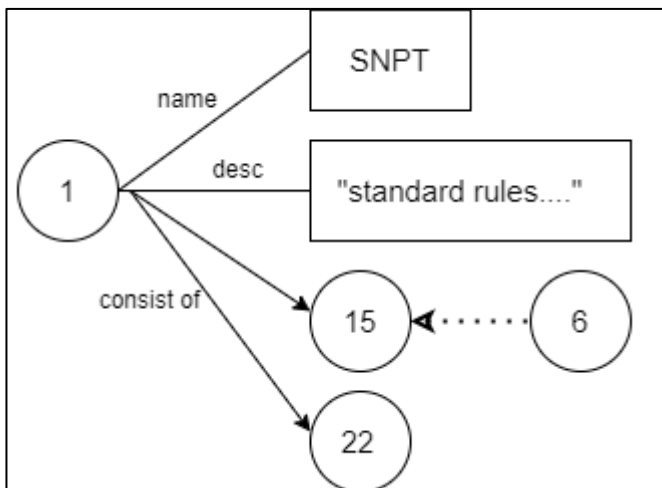 SNPT
name
1
desc
"standard rules...."
consist of
15
6
22